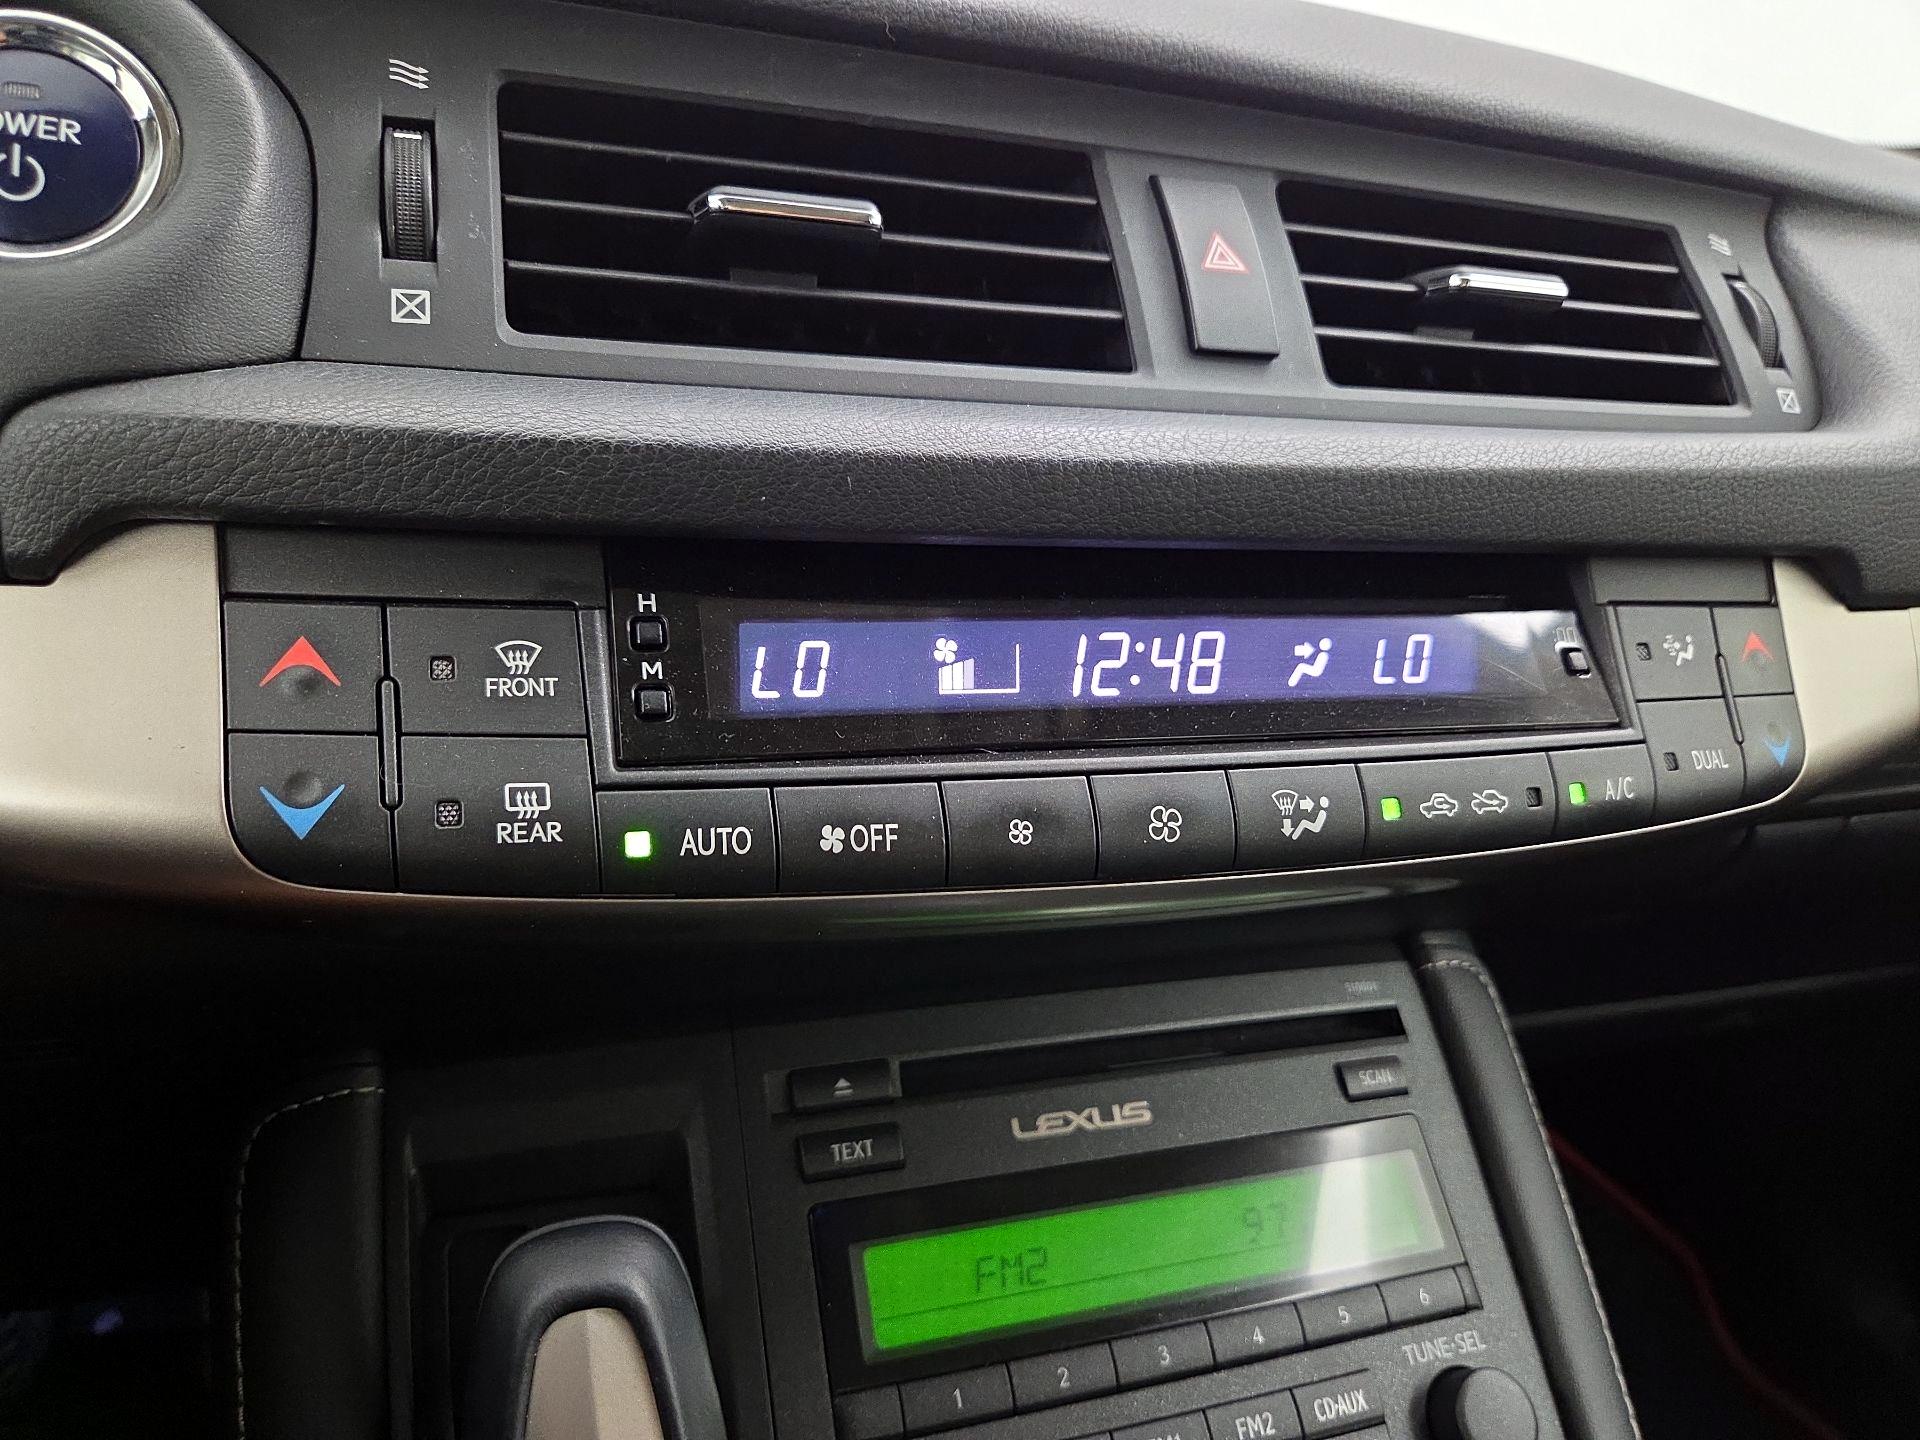 POWER
H
M
LO 12:48 LO
FRONT
REAR
AUTO
OFF
A/C
DUAL
SCAN
LEXUS
TEXT
FM2 97
1 2 3 4 5 6
TUNE·SEL
FM2
CD·AUX